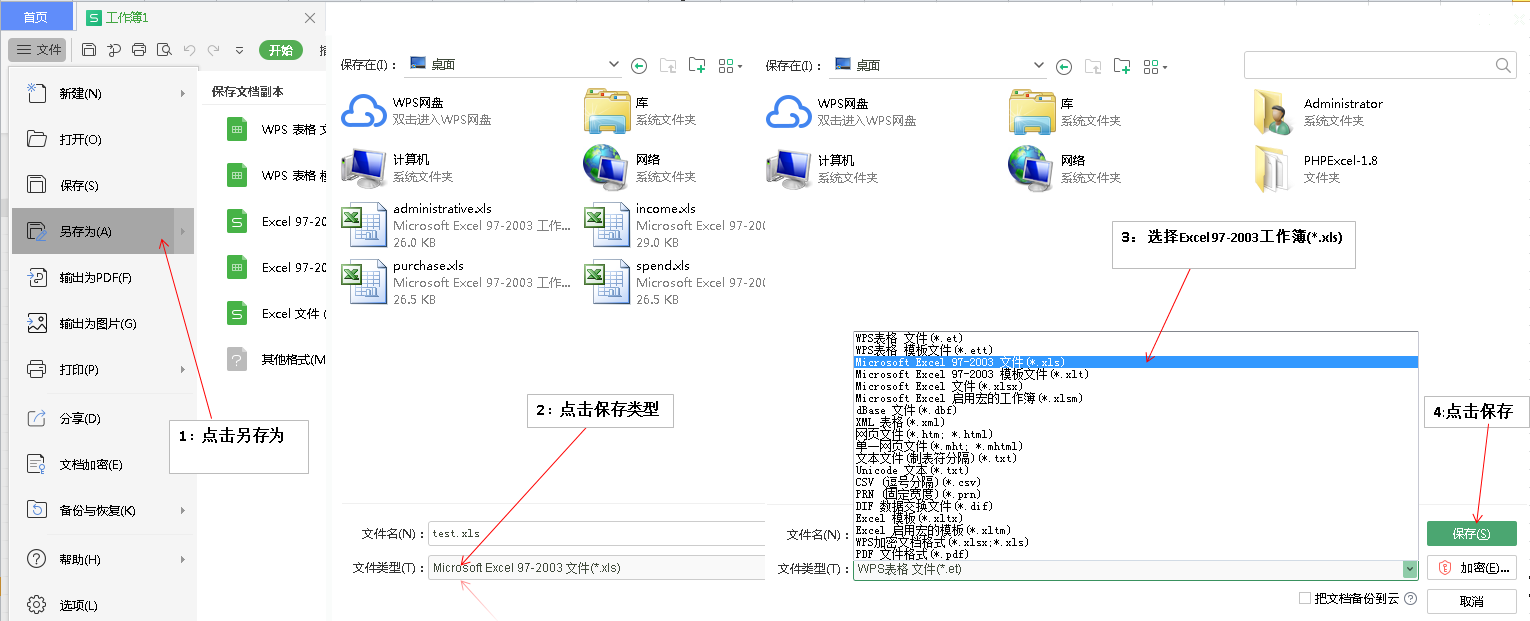 首页
工作簿1
文件
开始
新建(N)
打开(O)
保存(S)
另存为(A)
输出为PDF(F)
输出为图片(G)
打印(P)
分享(D)
文档加密(E)
备份与恢复(K)
帮助(H)
选项(L)
1：点击另存为
保存文档副本
WPS 表格
WPS 表格
Excel 97-20
Excel 97-20
Excel 文件 (
其他格式(M
保存在(I)：
桌面
WPS网盘
双击进入WPS网盘
库
系统文件夹
计算机
系统文件夹
网络
系统文件夹
administrative.xls
Microsoft Excel 97-2003 工作...
26.0 KB
income.xls
Microsoft Excel 97-200
29.0 KB
purchase.xls
Microsoft Excel 97-2003 工作...
26.5 KB
spend.xls
Microsoft Excel 97-200
26.5 KB
2：点击保存类型
文件名(N)：
test.xls
文件类型(T)：
Microsoft Excel 97-2003 文件(*.xls)
保存在(I)：
桌面
WPS网盘
双击进入WPS网盘
库
系统文件夹
Administrator
系统文件夹
计算机
系统文件夹
网络
系统文件夹
PHPExcel-1.8
文件夹
3：选择Excel97-2003工作簿(*.xls)
WPS表格 文件(*.et)
WPS表格 模板文件(*.ett)
Microsoft Excel 97-2003 文件(*.xls)
Microsoft Excel 97-2003 模板文件(*.xlt)
Microsoft Excel 文件(*.xlsx)
Microsoft Excel 启用宏的工作簿(*.xlsm)
dBase 文件(*.dbf)
XML 表格(*.xml)
网页文件(*.htm; *.html)
单一网页文件(*.mht; *.mhtml)
文本文件(制表符分隔)(*.txt)
Unicode 文本(*.txt)
CSV (逗号分隔)(*.csv)
PRN (固定宽度)(*.prn)
DIF 数据交换文件(*.dif)
Excel 模板(*.xltx)
Excel 启用宏的模板(*.xltm)
WPS加密文档格式(*.xlsx;*.xls)
PDF 文件格式(*.pdf)
文件名(N)：
文件类型(T)：
WPS表格 文件(*.et)
4:点击保存
保存(S)
加密(E)...
把文档备份到云
取消